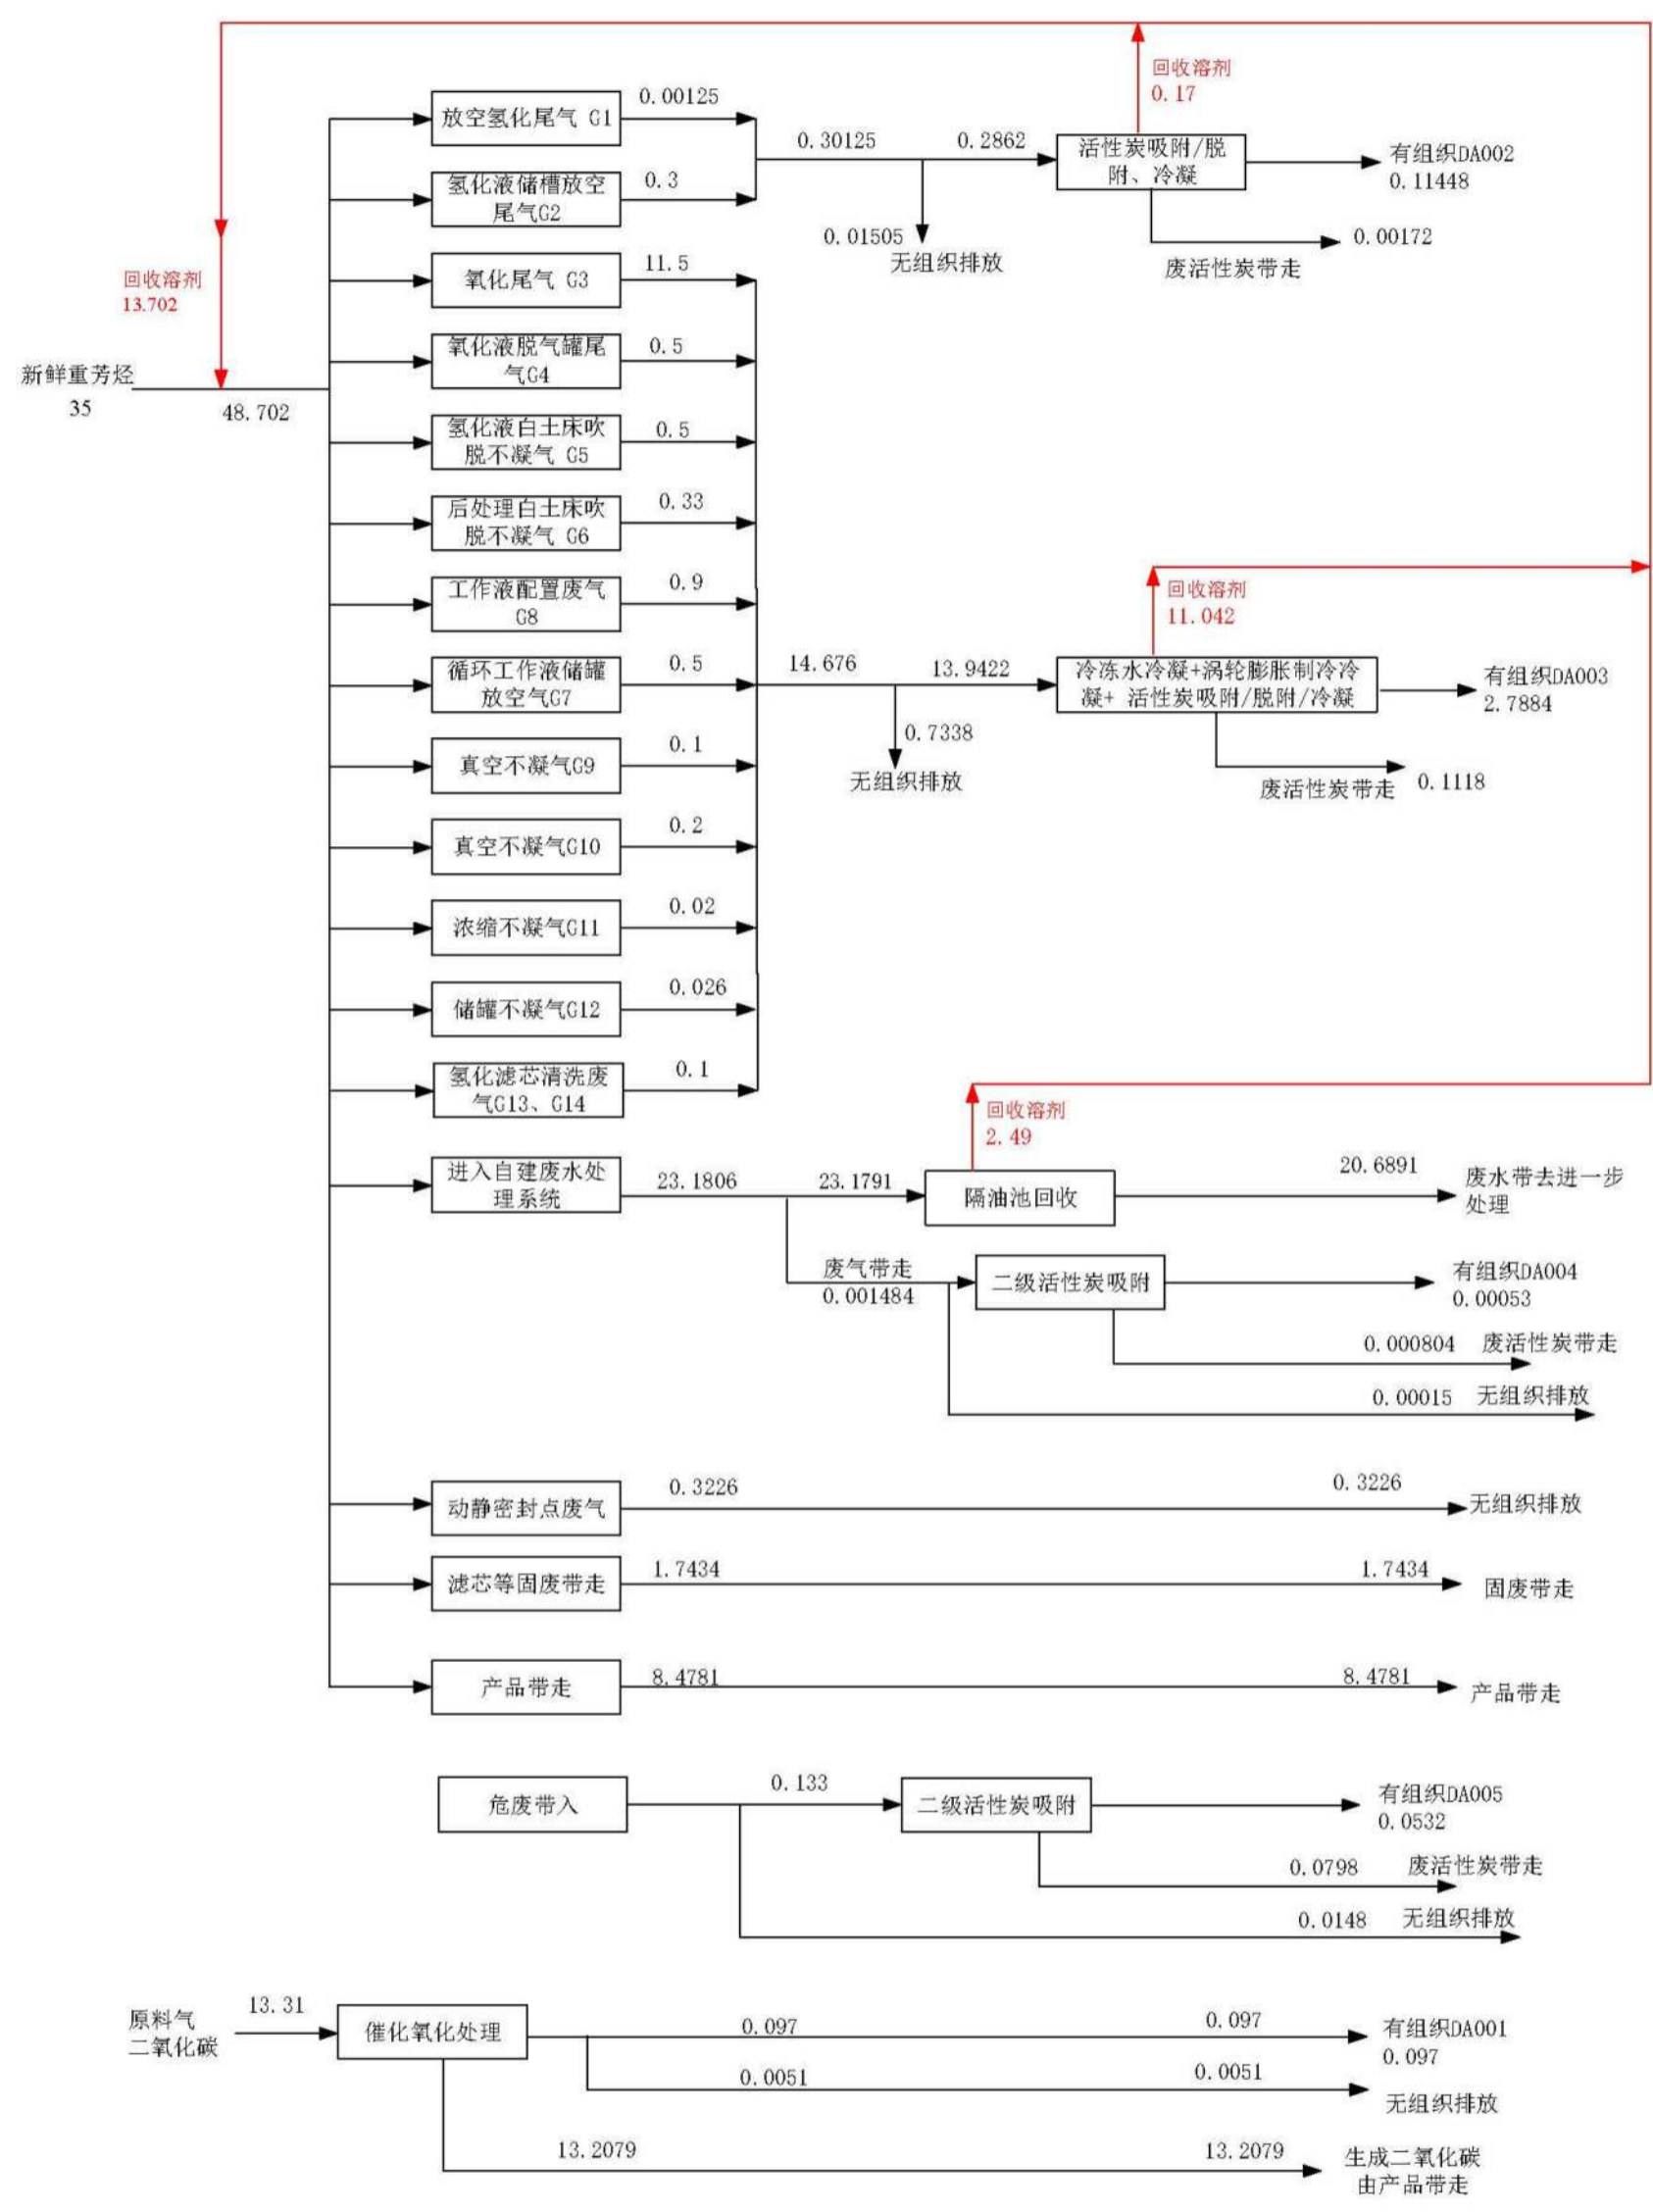 回收溶剂
0.17
放空氢化尾气 G1
0.00125
0.30125
0.2862
活性炭吸附/脱
附、冷凝
有组织DA002
0.11448
氢化液储槽放空
尾气G2
0.3
0.01505
无组织排放
0.00172
废活性炭带走
回收溶剂
13.702
氧化尾气 G3
11.5
氧化液脱气罐尾
气G4
0.5
新鲜重芳烃
35
48.702
氢化液白土床吹
脱不凝气 G5
0.5
后处理白土床吹
脱不凝气 G6
0.33
工作液配置废气
G8
0.9
回收溶剂
11.042
循环工作液储罐
放空气G7
0.5
14.676
13.9422
冷冻水冷凝+涡轮膨胀制冷冷
凝+ 活性炭吸附/脱附/冷凝
有组织DA003
2.7884
0.7338
无组织排放
0.1118
废活性炭带走
真空不凝气G9
0.1
真空不凝气G10
0.2
浓缩不凝气G11
0.02
储罐不凝气G12
0.026
氢化滤芯清洗废
气G13、G14
0.1
回收溶剂
2.49
进入自建废水处
理系统
23.1806
23.1791
隔油池回收
20.6891
废水带去进一步
处理
废气带走
0.001484
二级活性炭吸附
有组织DA004
0.00053
0.000804
废活性炭带走
0.00015
无组织排放
动静密封点废气
0.3226
0.3226
无组织排放
滤芯等固废带走
1.7434
1.7434
固废带走
产品带走
8.4781
8.4781
产品带走
危废带入
0.133
二级活性炭吸附
有组织DA005
0.0532
0.0798
废活性炭带走
0.0148
无组织排放
原料气
二氧化碳
13.31
催化氧化处理
0.097
0.097
有组织DA001
0.097
0.0051
0.0051
无组织排放
13.2079
13.2079
生成二氧化碳
由产品带走